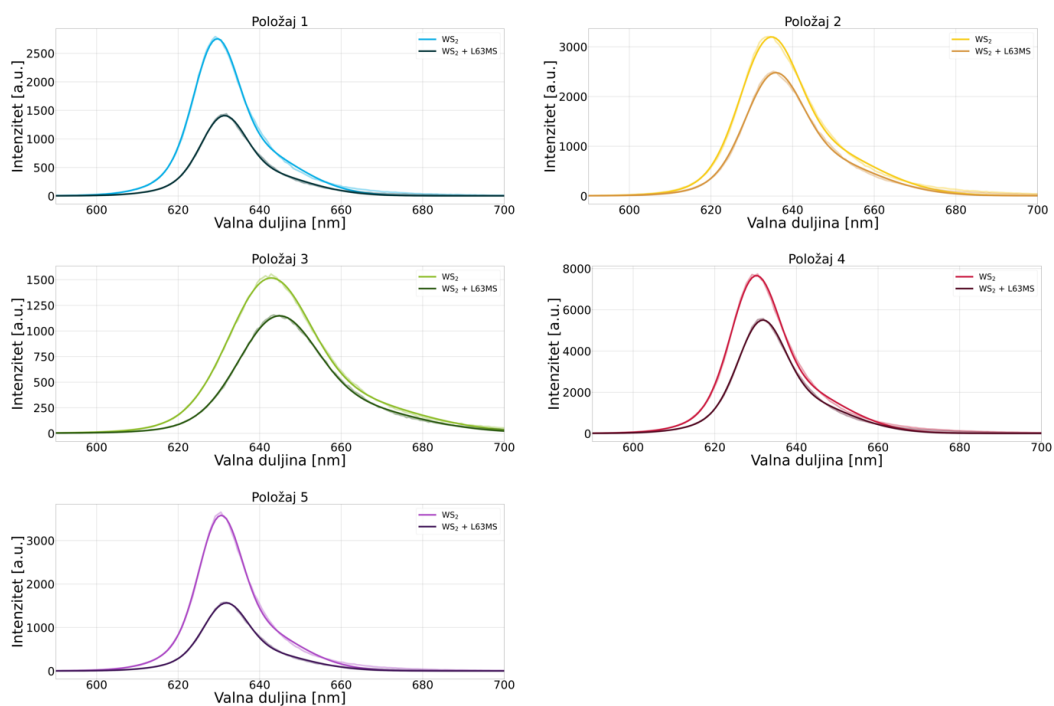 Položaj 1
Intenzitet [a.u.]
2500
2000
1500
1000
500
0
WS₂
WS₂ + L63MS
600 620 640 660 680 700
Valna duljina [nm]
Položaj 2
Intenzitet [a.u.]
3000
2000
1000
0
WS₂
WS₂ + L63MS
600 620 640 660 680 700
Valna duljina [nm]
Položaj 3
Intenzitet [a.u.]
1500
1250
1000
750
500
250
0
WS₂
WS₂ + L63MS
600 620 640 660 680 700
Valna duljina [nm]
Položaj 4
Intenzitet [a.u.]
8000
6000
4000
2000
0
WS₂
WS₂ + L63MS
600 620 640 660 680 700
Valna duljina [nm]
Položaj 5
Intenzitet [a.u.]
3000
2000
1000
0
WS₂
WS₂ + L63MS
600 620 640 660 680 700
Valna duljina [nm]